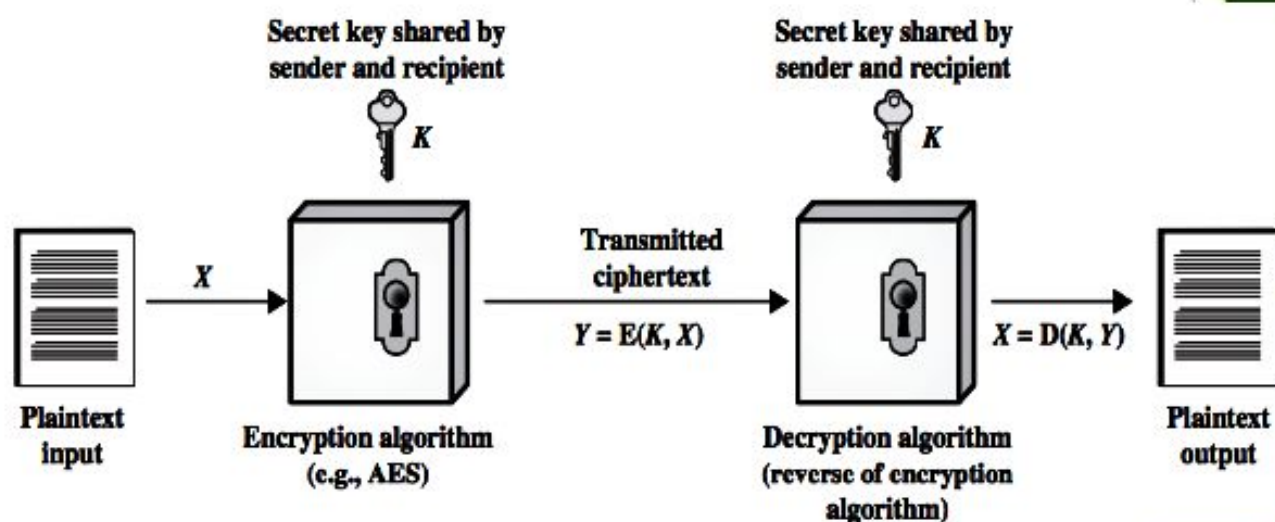 Secret key shared by
sender and recipient
K
Secret key shared by
sender and recipient
K
X
Transmitted
ciphertext
Y = E(K, X)
X = D(K, Y)
Plaintext
input
Encryption algorithm
(e.g., AES)
Decryption algorithm
(reverse of encryption
algorithm)
Plaintext
output